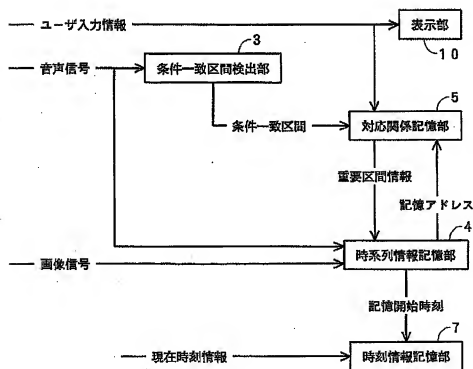 ユーザ入力情報
表示部
10
音声信号
3
条件一致区間検出部
5
条件一致区間
対応関係記憶部
重要区間情報
記憶アドレス
4
画像信号
時系列情報記憶部
記憶開始時刻
7
現在時刻情報
時刻情報記憶部